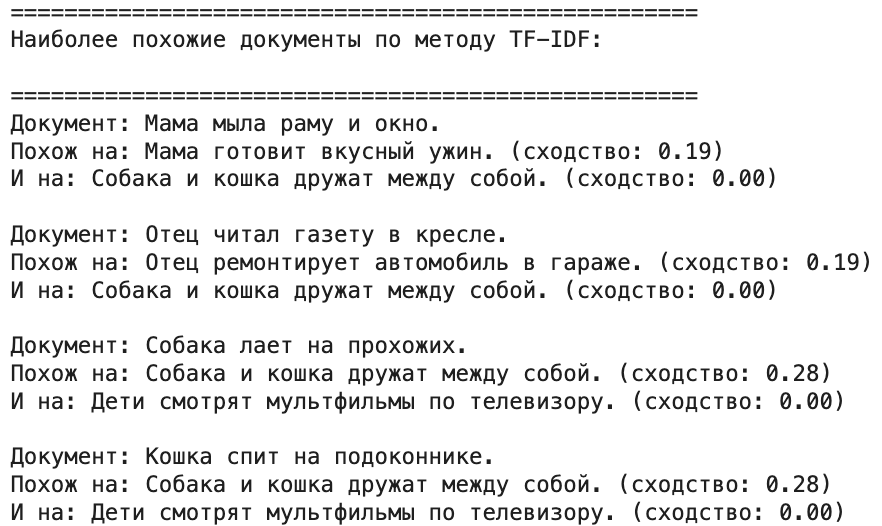 ===================================================
Наиболее похожие документы по методу TF-IDF:
===================================================
Документ: Мама мыла раму и окно.
Похож на: Мама готовит вкусный ужин. (сходство: 0.19)
И на: Собака и кошка дружат между собой. (сходство: 0.00)
Документ: Отец читал газету в кресле.
Похож на: Отец ремонтирует автомобиль в гараже. (сходство: 0.19)
И на: Собака и кошка дружат между собой. (сходство: 0.00)
Документ: Собака лает на прохожих.
Похож на: Собака и кошка дружат между собой. (сходство: 0.28)
И на: Дети смотрят мультфильмы по телевизору. (сходство: 0.00)
Документ: Кошка спит на подоконнике.
Похож на: Собака и кошка дружат между собой. (сходство: 0.28)
И на: Дети смотрят мультфильмы по телевизору. (сходство: 0.00)